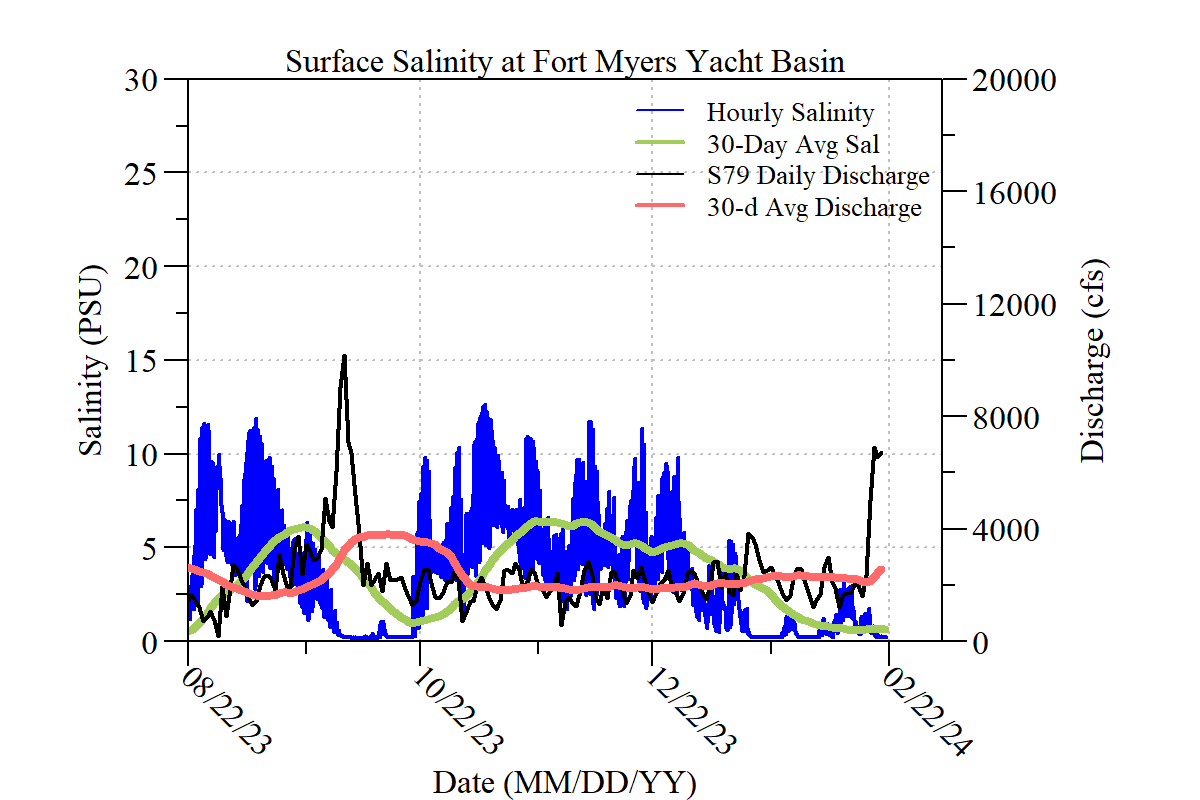 Surface Salinity at Fort Myers Yacht Basin
30
25
20
15
10
5
0
Salinity (PSU)
Hourly Salinity
30-Day Avg Sal
S79 Daily Discharge
30-d Avg Discharge
20000
16000
12000
8000
4000
0
Discharge (cfs)
08/22/23
10/22/23
12/22/23
02/22/24
Date (MM/DD/YY)